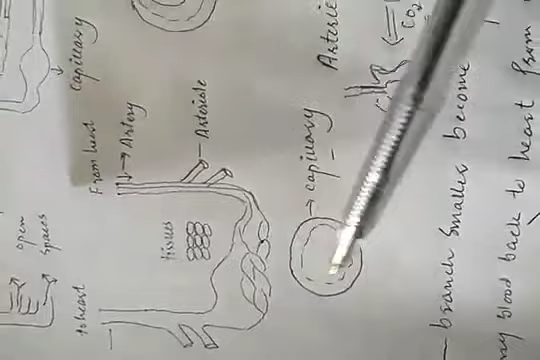 Capillary
From heart
→ Artery
Arteriole
open
spaces
tissues
to heart
→ capillary
CO2
— branch smaller become
blood back to heart from